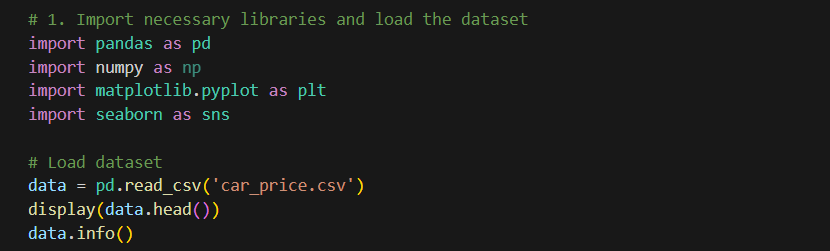 # 1. Import necessary libraries and load the dataset
import pandas as pd
import numpy as np
import matplotlib.pyplot as plt
import seaborn as sns
# Load dataset
data = pd.read_csv('car_price.csv')
display(data.head())
data.info()